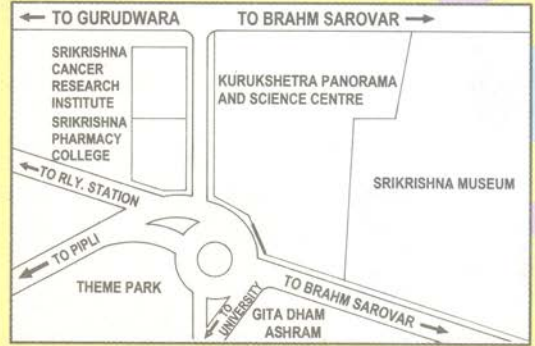 TO GURUDWARA
TO BRAHM SAROVAR
SRIKRISHNA
CANCER
RESEARCH
INSTITUTE
SRIKRISHNA
PHARMACY
COLLEGE
KURUKSHETRA PANORAMA
AND SCIENCE CENTRE
SRIKRISHNA MUSEUM
TO RLY. STATION
TO PIPLI
THEME PARK
TO
UNIVERSITY
GITA DHAM
ASHRAM
TO BRAHM SAROVAR